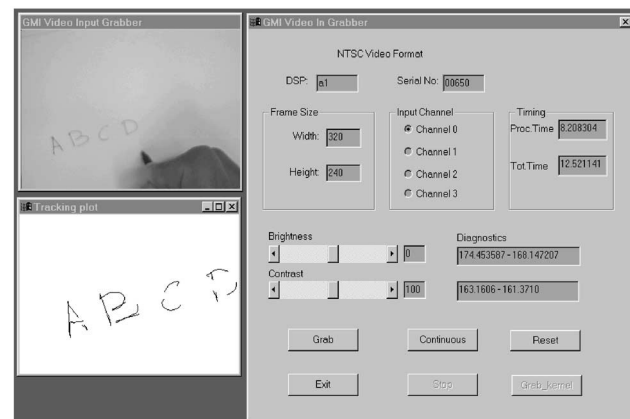 GMI Video Input Grabber
A B C D
Tracking plot
A B C D
GMI Video In Grabber
NTSC Video Format
DSP: a1 Serial No: 00650
Frame Size
Width: 320
Height: 240
Input Channel
Channel 0
Channel 1
Channel 2
Channel 3
Timing
Proc.Time 8.208304
Tot.Time 12.521141
Brightness
0
Contrast
100
Diagnostics
174.453587 - 168.147207
163.1606 - 161.3710
Grab Continuous Reset
Exit Stop Grab_kernel